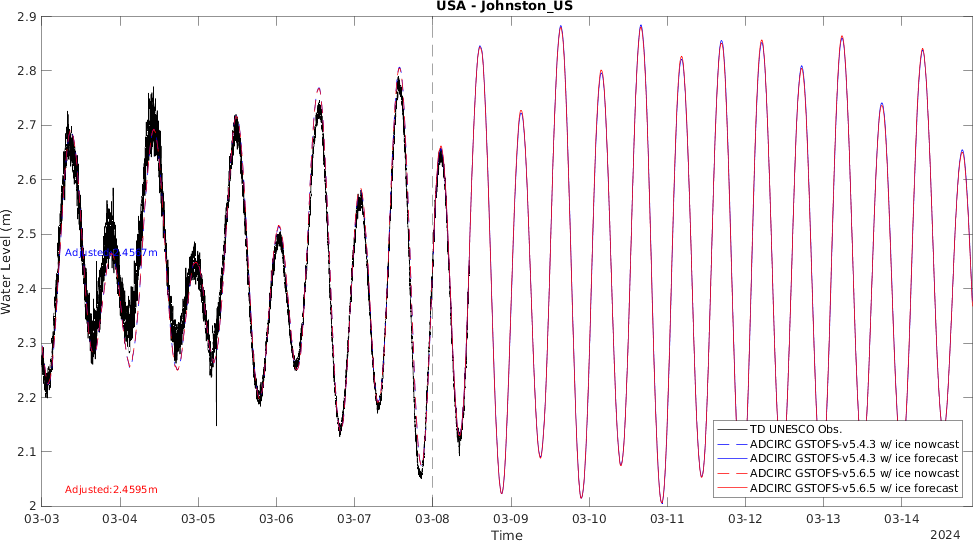 USA - Johnston_US
2.9
2.8
2.7
2.6
2.5
2.4
2.3
2.2
2.1
2
Water Level (m)
Adjusted:2.4595m
TD UNESCO Obs.
ADCIRC GSTOFS-v5.4.3 w/ ice nowcast
ADCIRC GSTOFS-v5.4.3 w/ ice forecast
ADCIRC GSTOFS-v5.6.5 w/ ice nowcast
ADCIRC GSTOFS-v5.6.5 w/ ice forecast
03-03 03-04 03-05 03-06 03-07 03-08 03-09 03-10 03-11 03-12 03-13 03-14
Time
2024